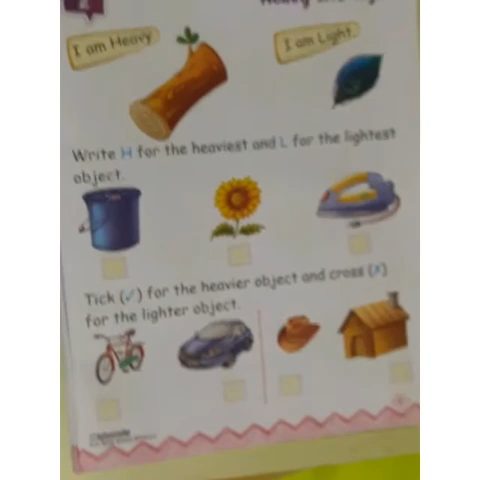 Heavy
I am Heavy
I am Light
Write H for the heaviest and L for the lightest
object.
Tick (✓) for the heavier object and cross (✗)
for the lighter object.